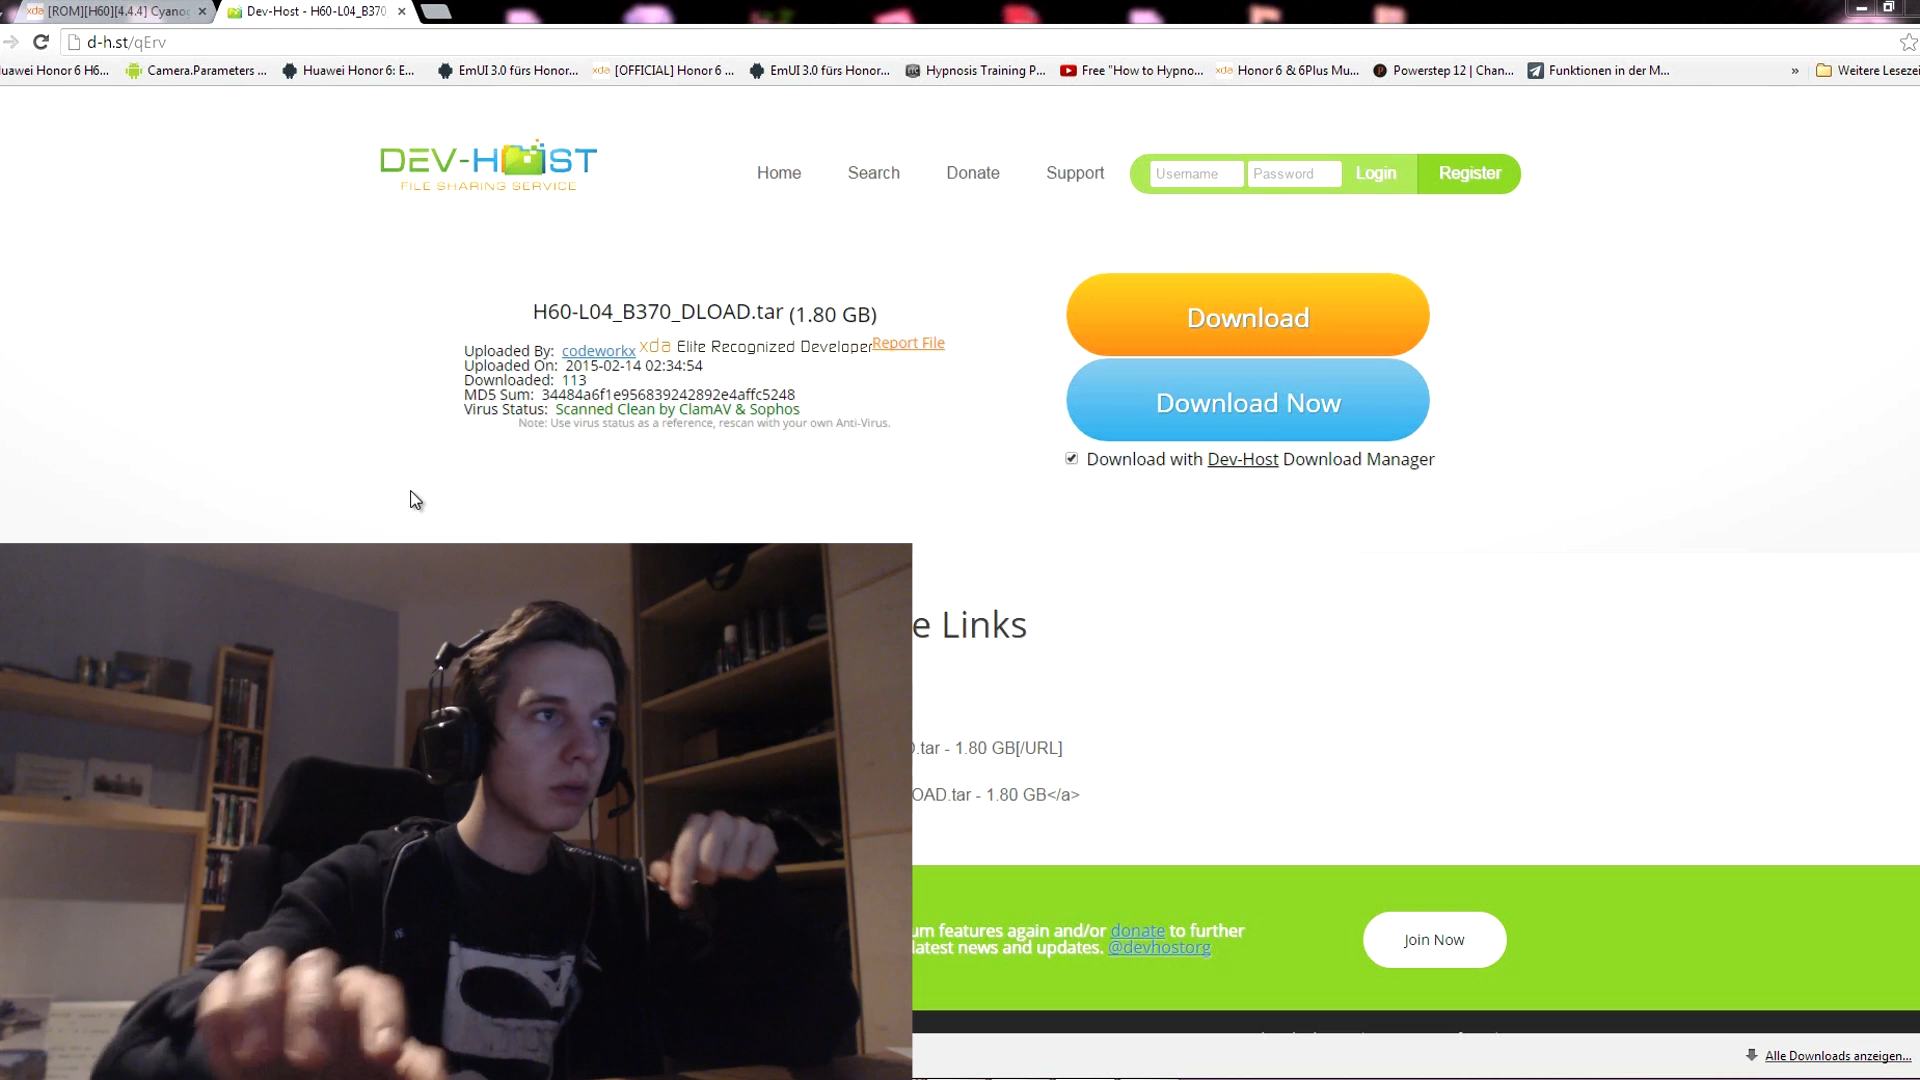 xda [ROM][H60][4.4.4] Cyanog
Dev-Host - H60-L04_B370
d-h.st/qErv
uawei Honor 6 H6...
Camera.Parameters ...
Huawei Honor 6: E...
EmUI 3.0 fürs Honor...
xda [OFFICIAL] Honor 6 ...
EmUI 3.0 fürs Honor...
Hypnosis Training P...
Free "How to Hypno...
xda Honor 6 & 6Plus Mu...
Powerstep 12 | Chan...
Funktionen in der M...
»
Weitere Lesezei
DEV-HOST
FILE SHARING SERVICE
Home
Search
Donate
Support
Username
Password
Login
Register
H60-L04_B370_DLOAD.tar (1.80 GB)
Uploaded By: codeworkx xda Elite Recognized Developer Report File
Uploaded On: 2015-02-14 02:34:54
Downloaded: 113
MD5 Sum: 34484a6f1e956839242892e4affc5248
Virus Status: Scanned Clean by ClamAV & Sophos
Note: Use virus status as a reference, rescan with your own Anti-Virus.
Download
Download Now
Download with Dev-Host Download Manager
e Links
D.tar - 1.80 GB[/URL]
OAD.tar - 1.80 GB</a>
um features again and/or donate to further
latest news and updates. @devhostorg
Join Now
Alle Downloads anzeigen...